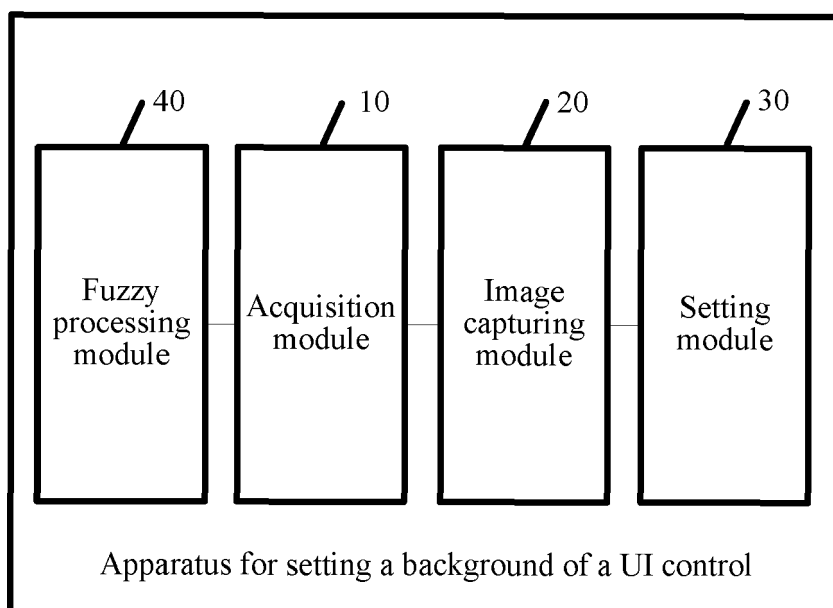 40
10
20
30
Fuzzy
processing
module
Acquisition
module
Image
capturing
module
Setting
module
Apparatus for setting a background of a UI control